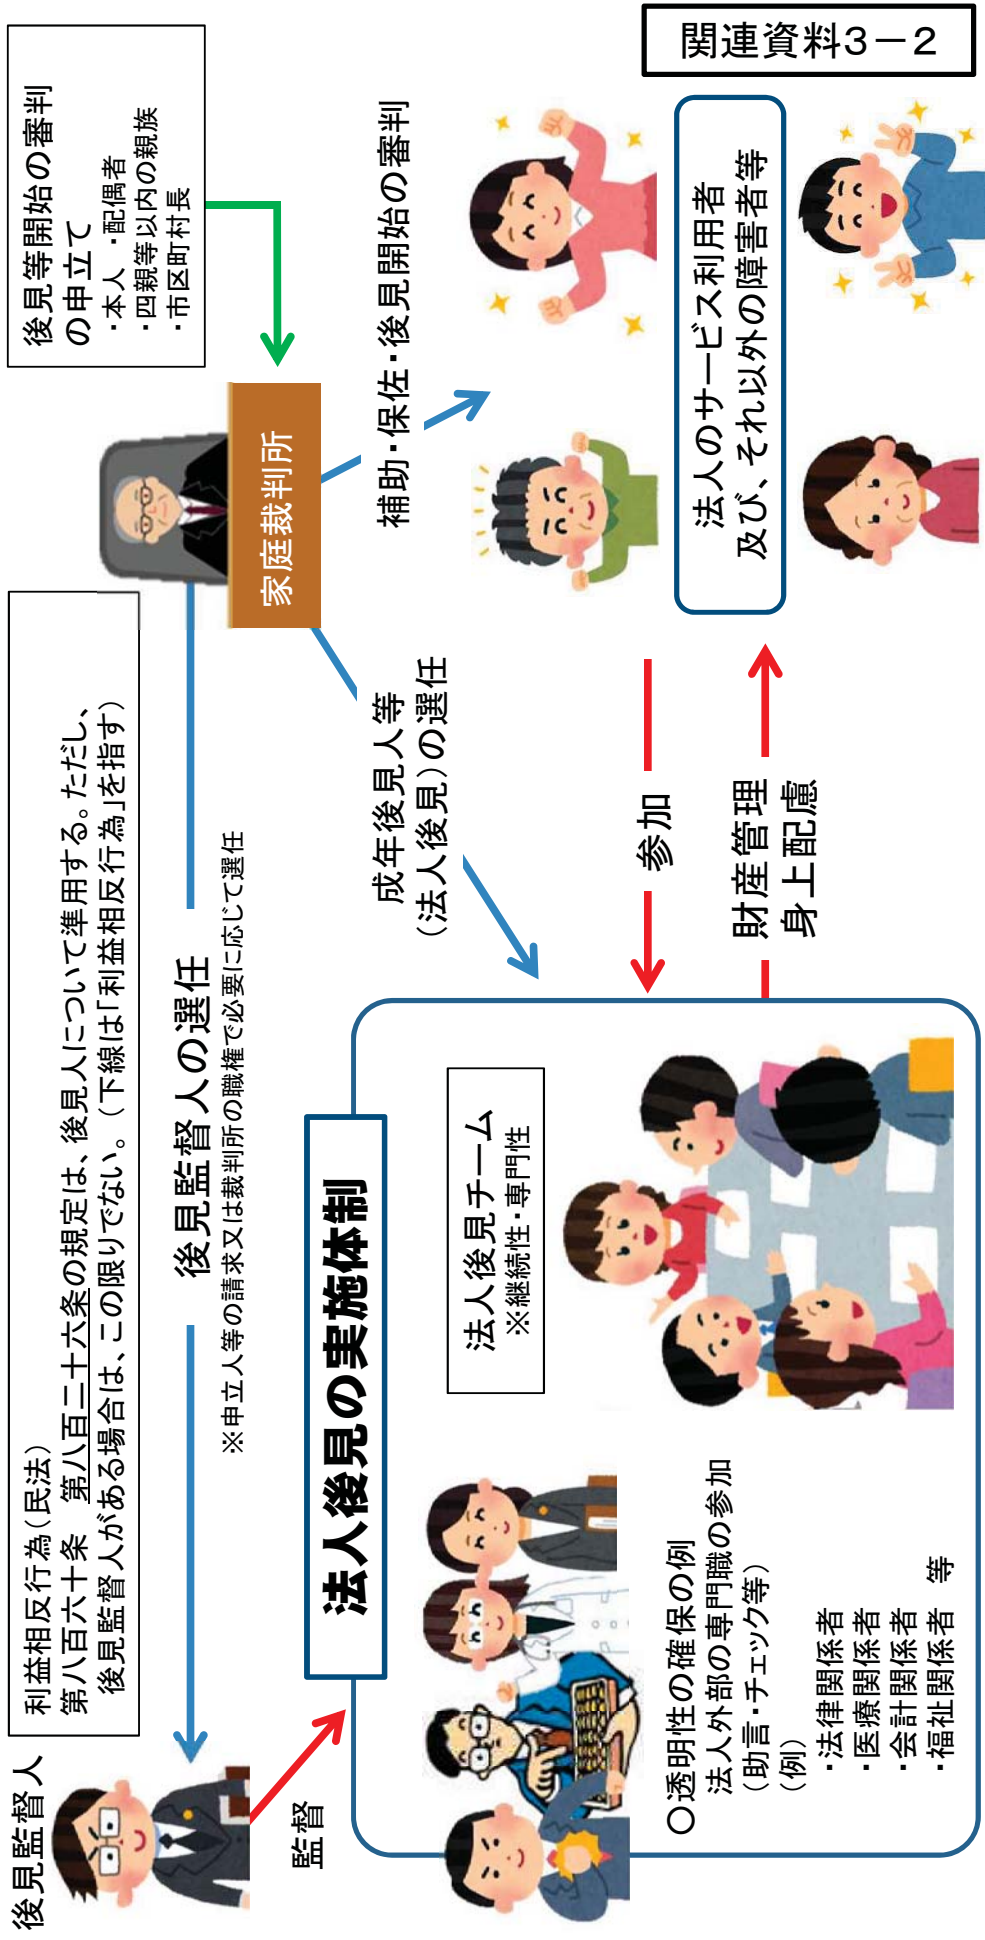 関連資料3－2
利益相反行為（民法）
第八百六十条　第八百二十六条の規定は、後見人について準用する。ただし、
後見監督人がある場合は、この限りでない。（下線は「利益相反行為」を指す）
後見等開始の審判
の申立て
・本人 ・配偶者
・四親等以内の親族
・市区町村長
後見監督人
後見監督人の選任
※申立人等の請求又は裁判所の職権で必要に応じて選任
家庭裁判所
監督
成年後見人等
（法人後見）の選任
補助・保佐・後見開始の審判
法人後見の実施体制
法人後見チーム
※継続性・専門性
〇透明性の確保の例
法人外部の専門職の参加
（助言・チェック等）
（例）
・法律関係者
・医療関係者
・会計関係者
・福祉関係者　等
参加
財産管理
身上配慮
法人のサービス利用者
及び、それ以外の障害者等